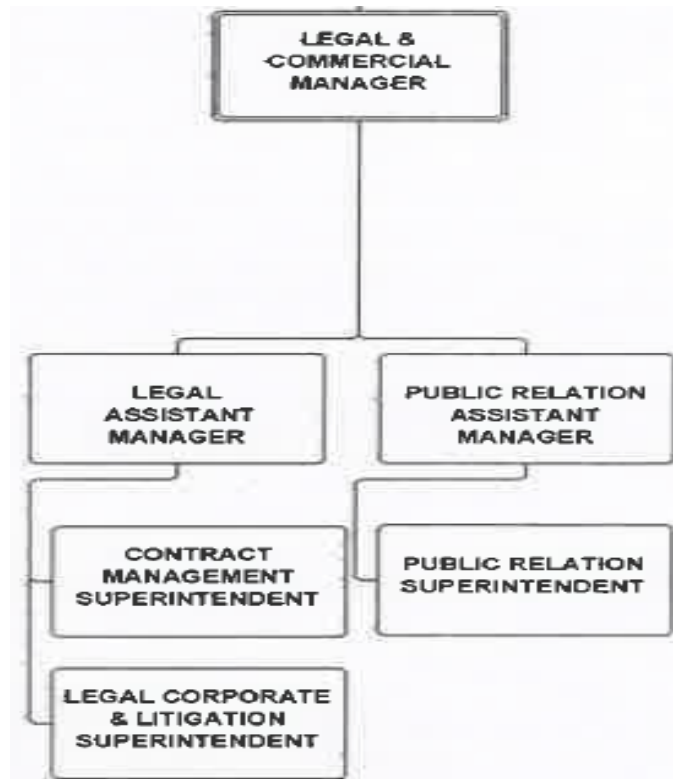 LEGAL &
COMMERCIAL
MANAGER
LEGAL
ASSISTANT
MANAGER
PUBLIC RELATION
ASSISTANT
MANAGER
CONTRACT
MANAGEMENT
SUPERINTENDENT
PUBLIC RELATION
SUPERINTENDENT
LEGAL CORPORATE
& LITIGATION
SUPERINTENDENT